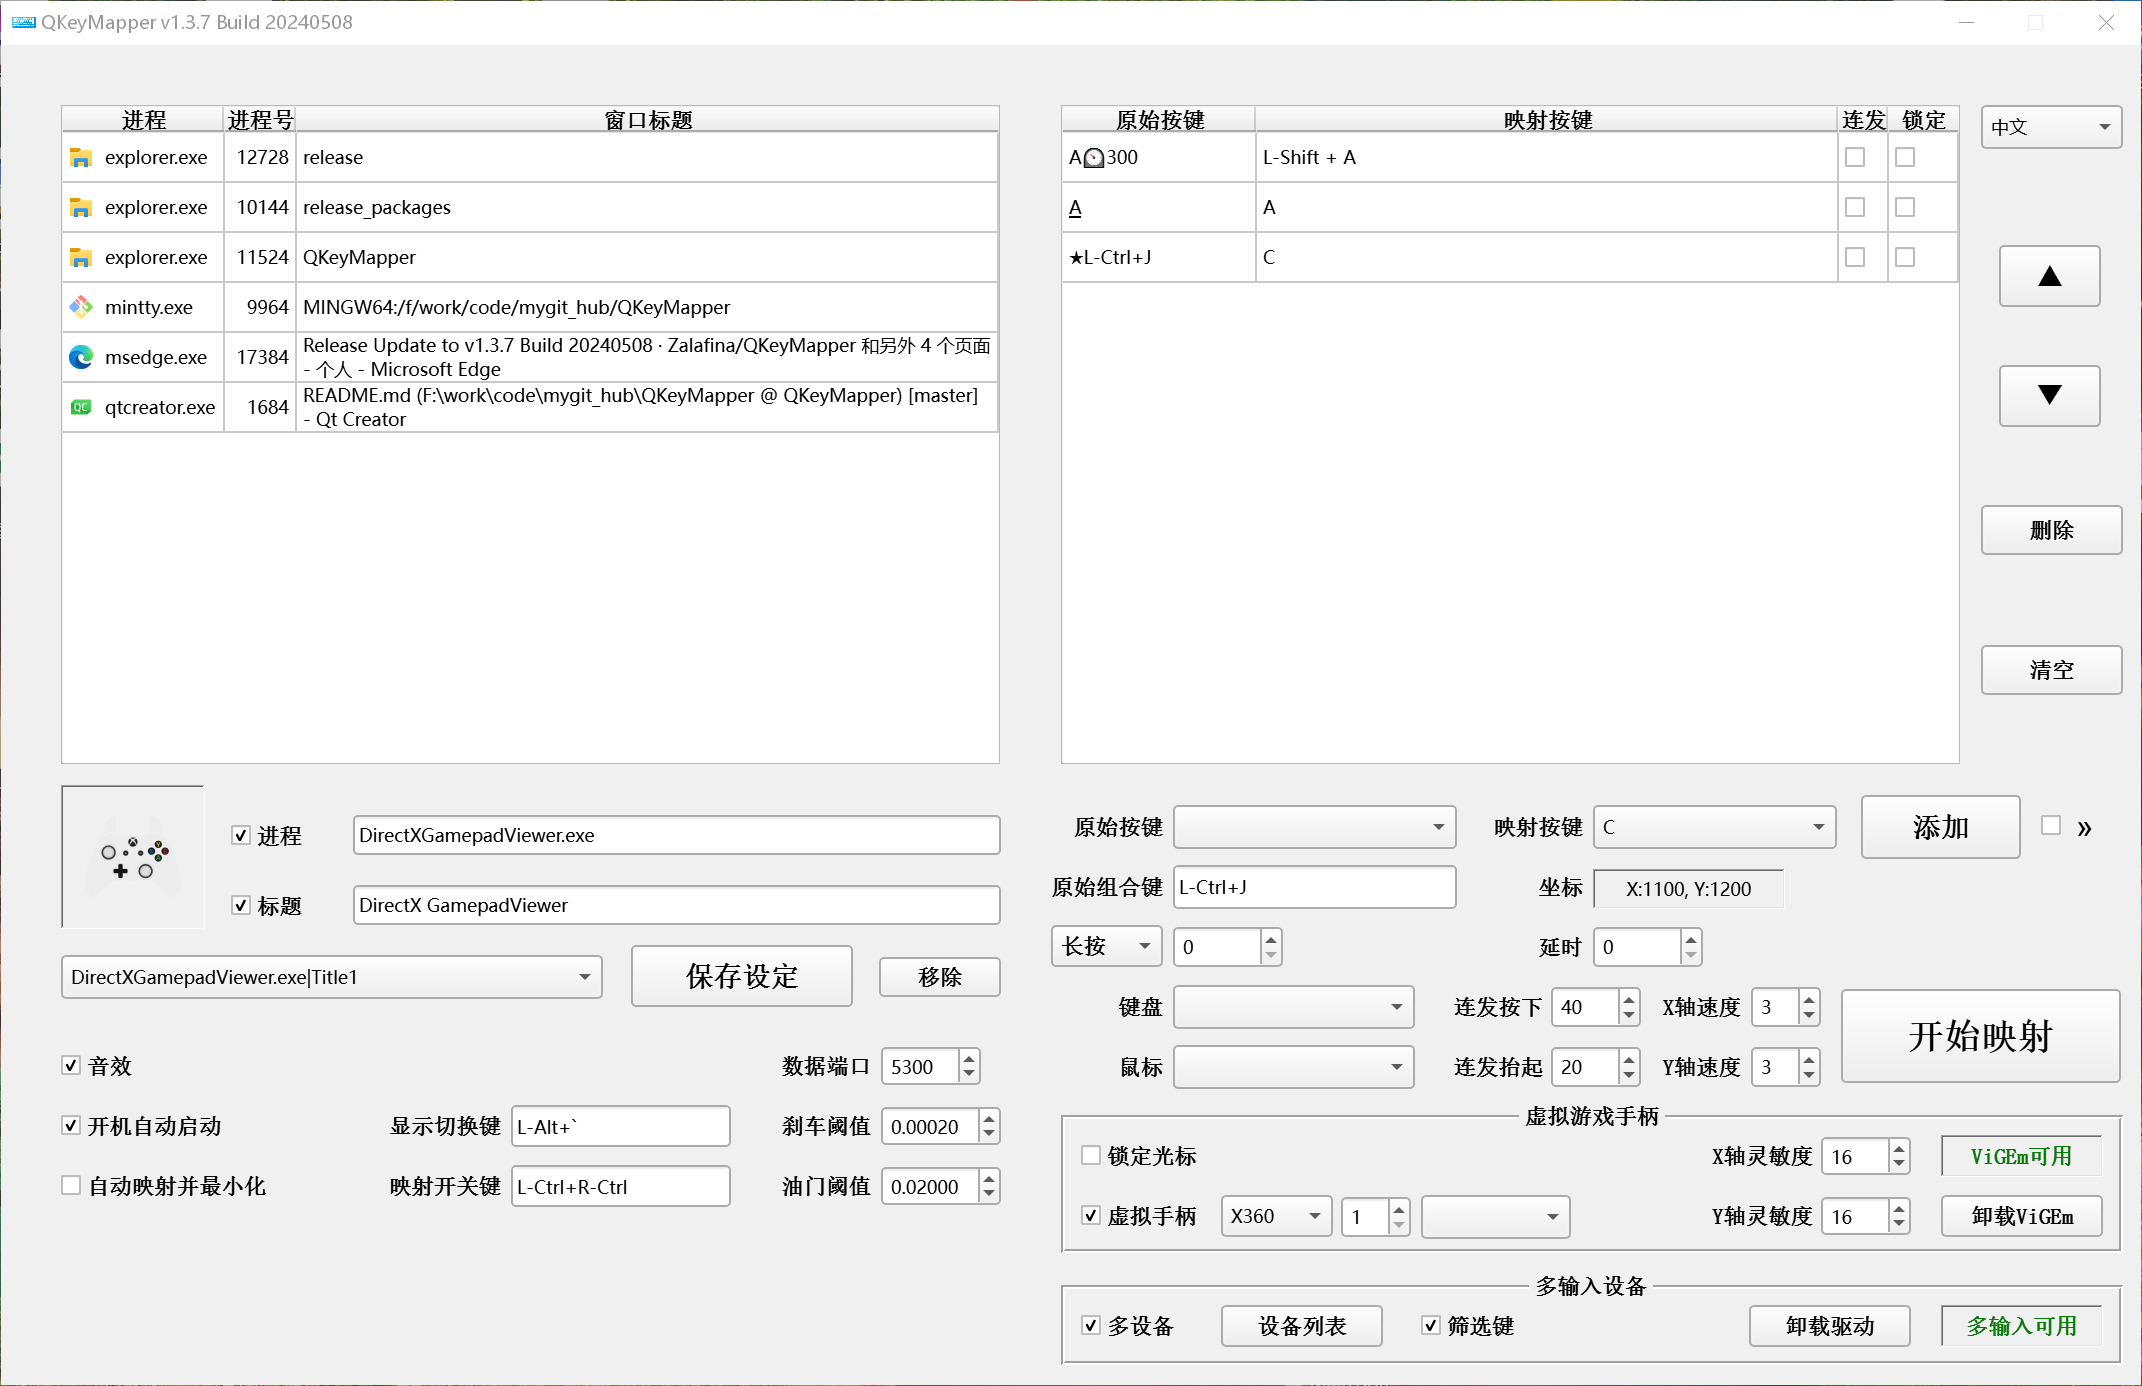 QKeyMapper v1.3.7 Build 20240508
进程 进程号 窗口标题
explorer.exe 12728 release
explorer.exe 10144 release_packages
explorer.exe 11524 QKeyMapper
mintty.exe 9964 MINGW64:/f/work/code/mygit_hub/QKeyMapper
msedge.exe 17384 Release Update to v1.3.7 Build 20240508 · Zalafina/QKeyMapper 和另外 4 个页面
- 个人 - Microsoft Edge
qtcreator.exe 1684 README.md (F:\work\code\mygit_hub\QKeyMapper @ QKeyMapper) [master]
- Qt Creator
原始按键 映射按键 连发 锁定
A⏲300 L-Shift + A
A A
★L-Ctrl+J C
中文
▲
▼
删除
清空
进程 DirectXGamepadViewer.exe
标题 DirectX GamepadViewer
DirectXGamepadViewer.exe|Title1 保存设定 移除
音效 数据端口 5300
开机自动启动 显示切换键 L-Alt+` 刹车阈值 0.00020
自动映射并最小化 映射开关键 L-Ctrl+R-Ctrl 油门阈值 0.02000
原始按键 映射按键 C 添加 »
原始组合键 L-Ctrl+J 坐标 X:1100, Y:1200
长按 0 延时 0
键盘 连发按下 40 X轴速度 3 开始映射
鼠标 连发抬起 20 Y轴速度 3
虚拟游戏手柄
锁定光标 X轴灵敏度 16 ViGEm可用
虚拟手柄 X360 1 Y轴灵敏度 16 卸载ViGEm
多输入设备
多设备 设备列表 筛选键 卸载驱动 多输入可用